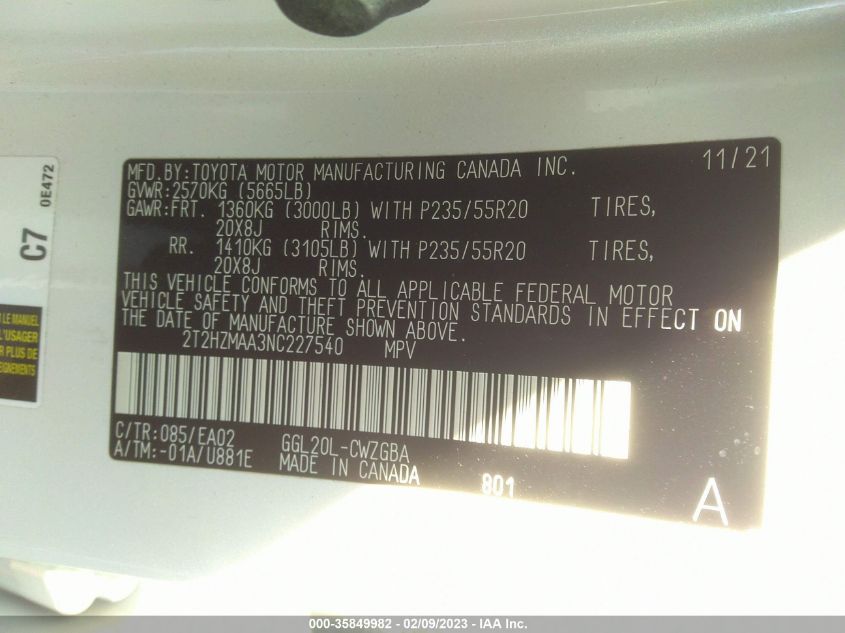 MFD.BY:TOYOTA MOTOR MANUFACTURING CANADA INC. 11/21
GVWR:2570KG (5665LB)
GAWR:FRT. 1360KG (3000LB) WITH P235/55R20 TIRES,
20X8J RIMS.
RR. 1410KG (3105LB) WITH P235/55R20 TIRES,
20X8J RIMS.
THIS VEHICLE CONFORMS TO ALL APPLICABLE FEDERAL MOTOR
VEHICLE SAFETY AND THEFT PREVENTION STANDARDS IN EFFECT ON
THE DATE OF MANUFACTURE SHOWN ABOVE.
2T2HZMAA3NC227540 MPV
C/TR:085/EA02 GGL20L-CWZGBA
A/TM:-01A/U881E MADE IN CANADA 801
A
C7 0E472
LE MANUEL
L'USAGER
PLUS
000-35849982 / 02/09/2023 - IAA Inc.